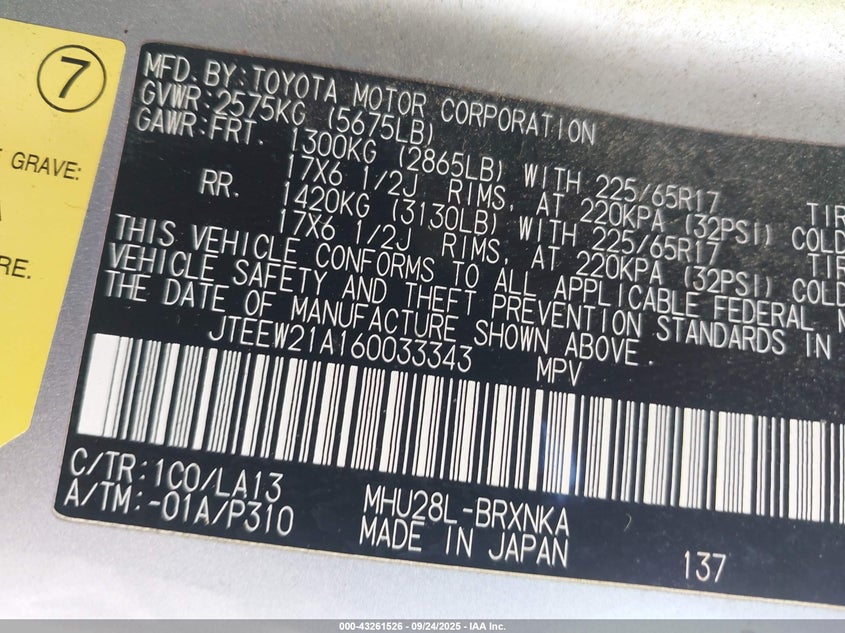 7
GRAVE:
RE.
MFD. BY: TOYOTA MOTOR CORPORATION
GVWR: 2575KG (5675LB)
GAWR: FRT. 1300KG (2865LB) WITH 225/65R17 TIR
17X6 1/2J RIMS, AT 220KPA (32PSI) COLD
RR. 1420KG (3130LB) WITH 225/65R17 TIR
17X6 1/2J RIMS, AT 220KPA (32PSI) COLD
THIS VEHICLE CONFORMS TO ALL APPLICABLE FEDERAL M
VEHICLE SAFETY AND THEFT PREVENTION STANDARDS IN
THE DATE OF MANUFACTURE SHOWN ABOVE.
JTEEW21A160033343 MPV
C/TR: 1C0/LA13
A/TM: -01A/P310
MHU28L-BRXNKA
MADE IN JAPAN
137
000-43261526 - 09/24/2025 - IAA Inc.